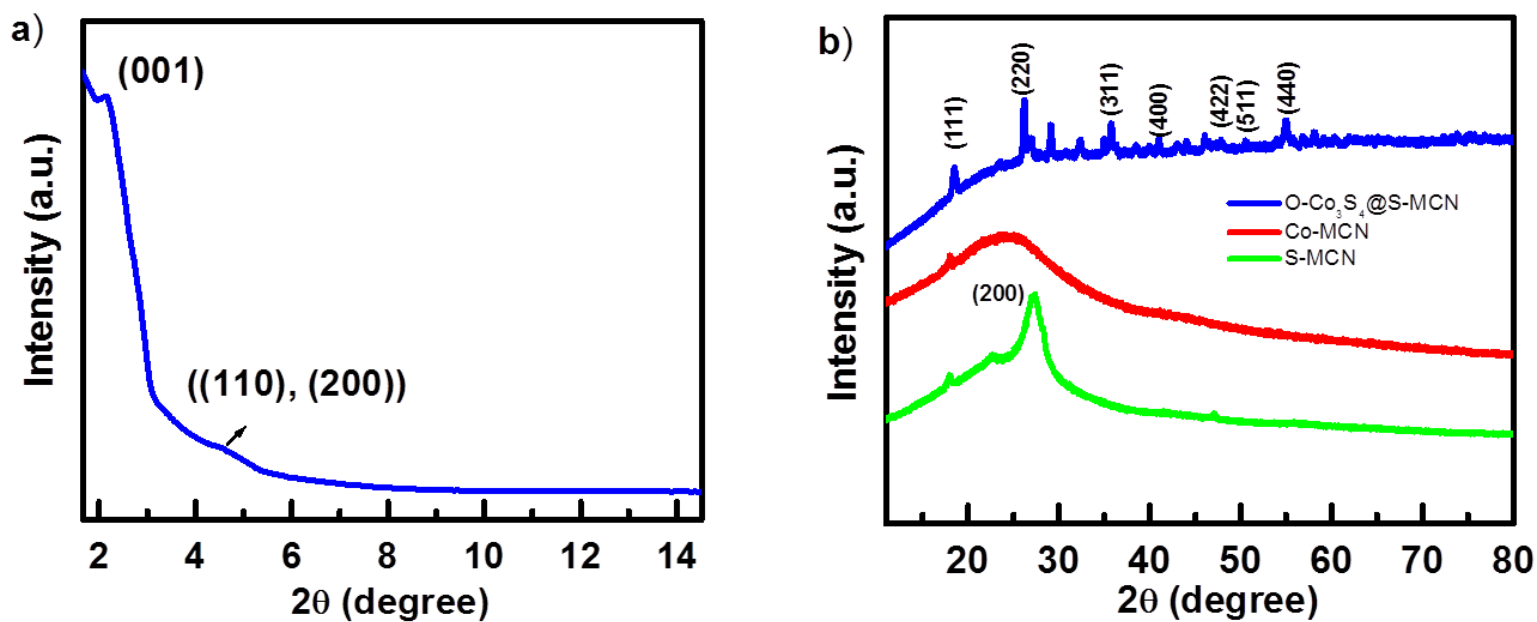 a)
(001)
((110), (200))
Intensity (a.u.)
2 4 6 8 10 12 14
2θ (degree)
b)
(111)
(220)
(311)
(400)
(422)
(511)
(440)
O-Co₃S₄@S-MCN
Co-MCN
S-MCN
(200)
Intensity (a.u.)
20 30 40 50 60 70 80
2θ (degree)